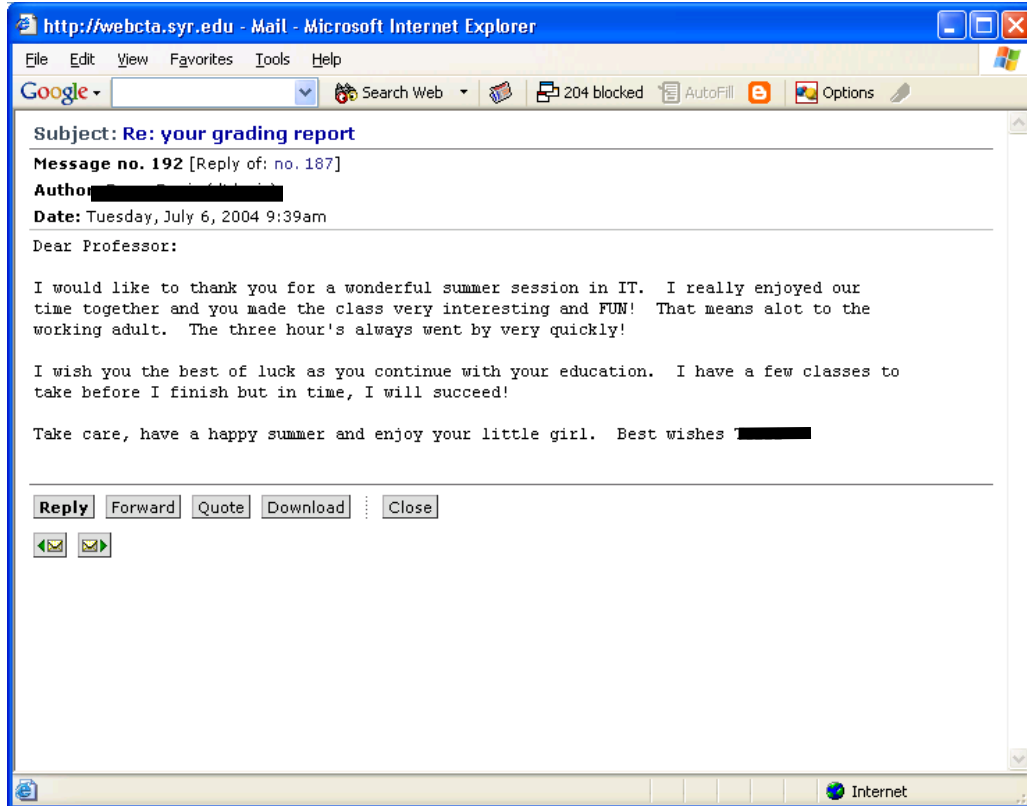 http://webcta.syr.edu - Mail - Microsoft Internet Explorer
File Edit View Favorites Tools Help
Google Search Web 204 blocked AutoFill Options
Subject: Re: your grading report
Message no. 192 [Reply of: no. 187]
Author
Date: Tuesday, July 6, 2004 9:39am
Dear Professor:
I would like to thank you for a wonderful summer session in IT. I really enjoyed our
time together and you made the class very interesting and FUN! That means alot to the
working adult. The three hour's always went by very quickly!
I wish you the best of luck as you continue with your education. I have a few classes to
take before I finish but in time, I will succeed!
Take care, have a happy summer and enjoy your little girl. Best wishes
Reply Forward Quote Download Close
Internet